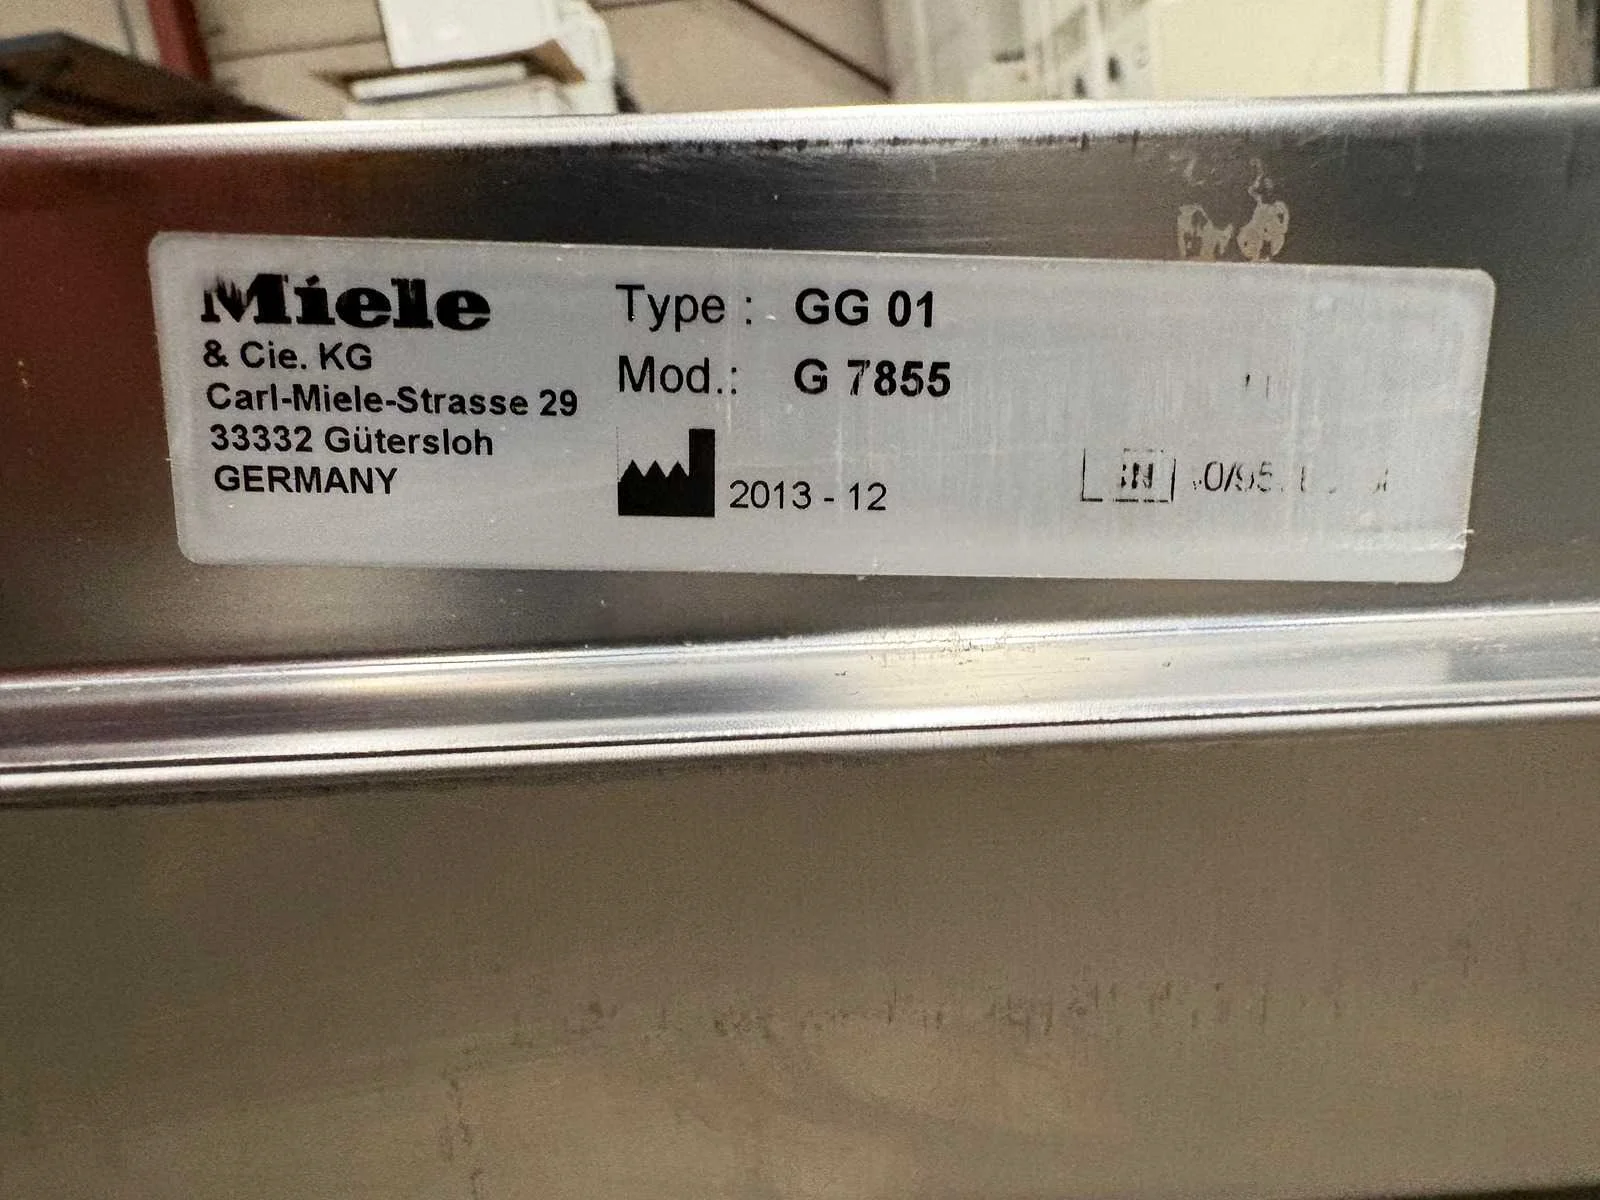 Miele
& Cie. KG
Carl-Miele-Strasse 29
33332 Gütersloh
GERMANY
Type : GG 01
Mod.: G 7855
2013 - 12